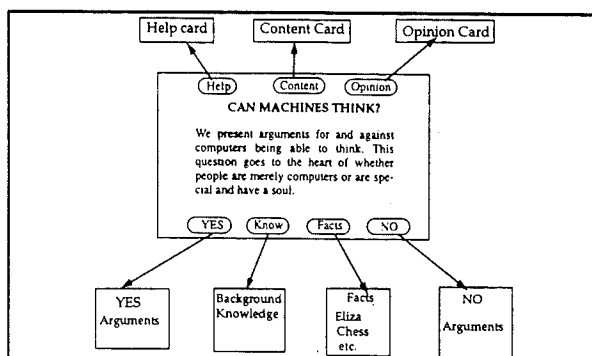 Help card
Content Card
Opinion Card
Help
Content
Opinion
CAN MACHINES THINK?
We present arguments for and against
computers being able to think. This
question goes to the heart of whether
people are merely computers or are spe-
cial and have a soul.
YES
Know
Facts
NO
YES
Arguments
Background
Knowledge
Facts
Eliza
Chess
etc.
NO
Arguments